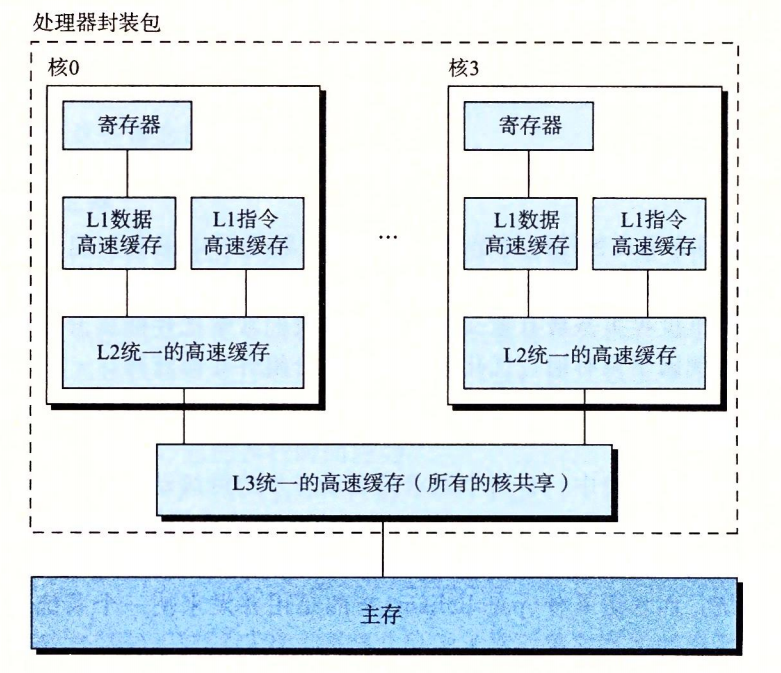 处理器封装包
核0
核3
寄存器
寄存器
L1数据
高速缓存
L1指令
高速缓存
...
L1数据
高速缓存
L1指令
高速缓存
L2统一的高速缓存
L2统一的高速缓存
L3统一的高速缓存（所有的核共享）
主存